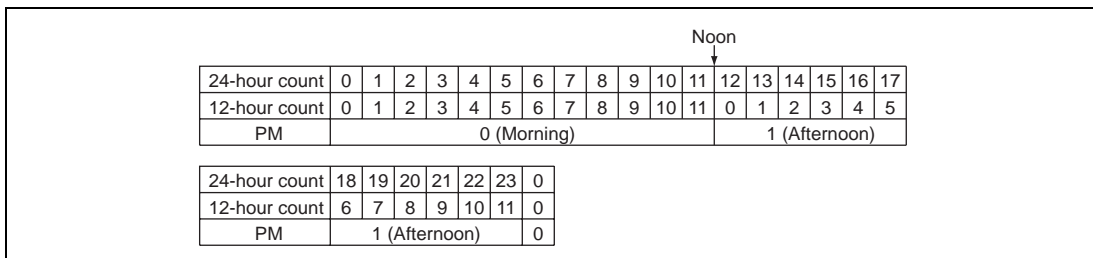 Noon
24-hour count 0 1 2 3 4 5 6 7 8 9 10 11 12 13 14 15 16 17
12-hour count 0 1 2 3 4 5 6 7 8 9 10 11 0 1 2 3 4 5
PM 0 (Morning) 1 (Afternoon)
24-hour count 18 19 20 21 22 23 0
12-hour count 6 7 8 9 10 11 0
PM 1 (Afternoon) 0